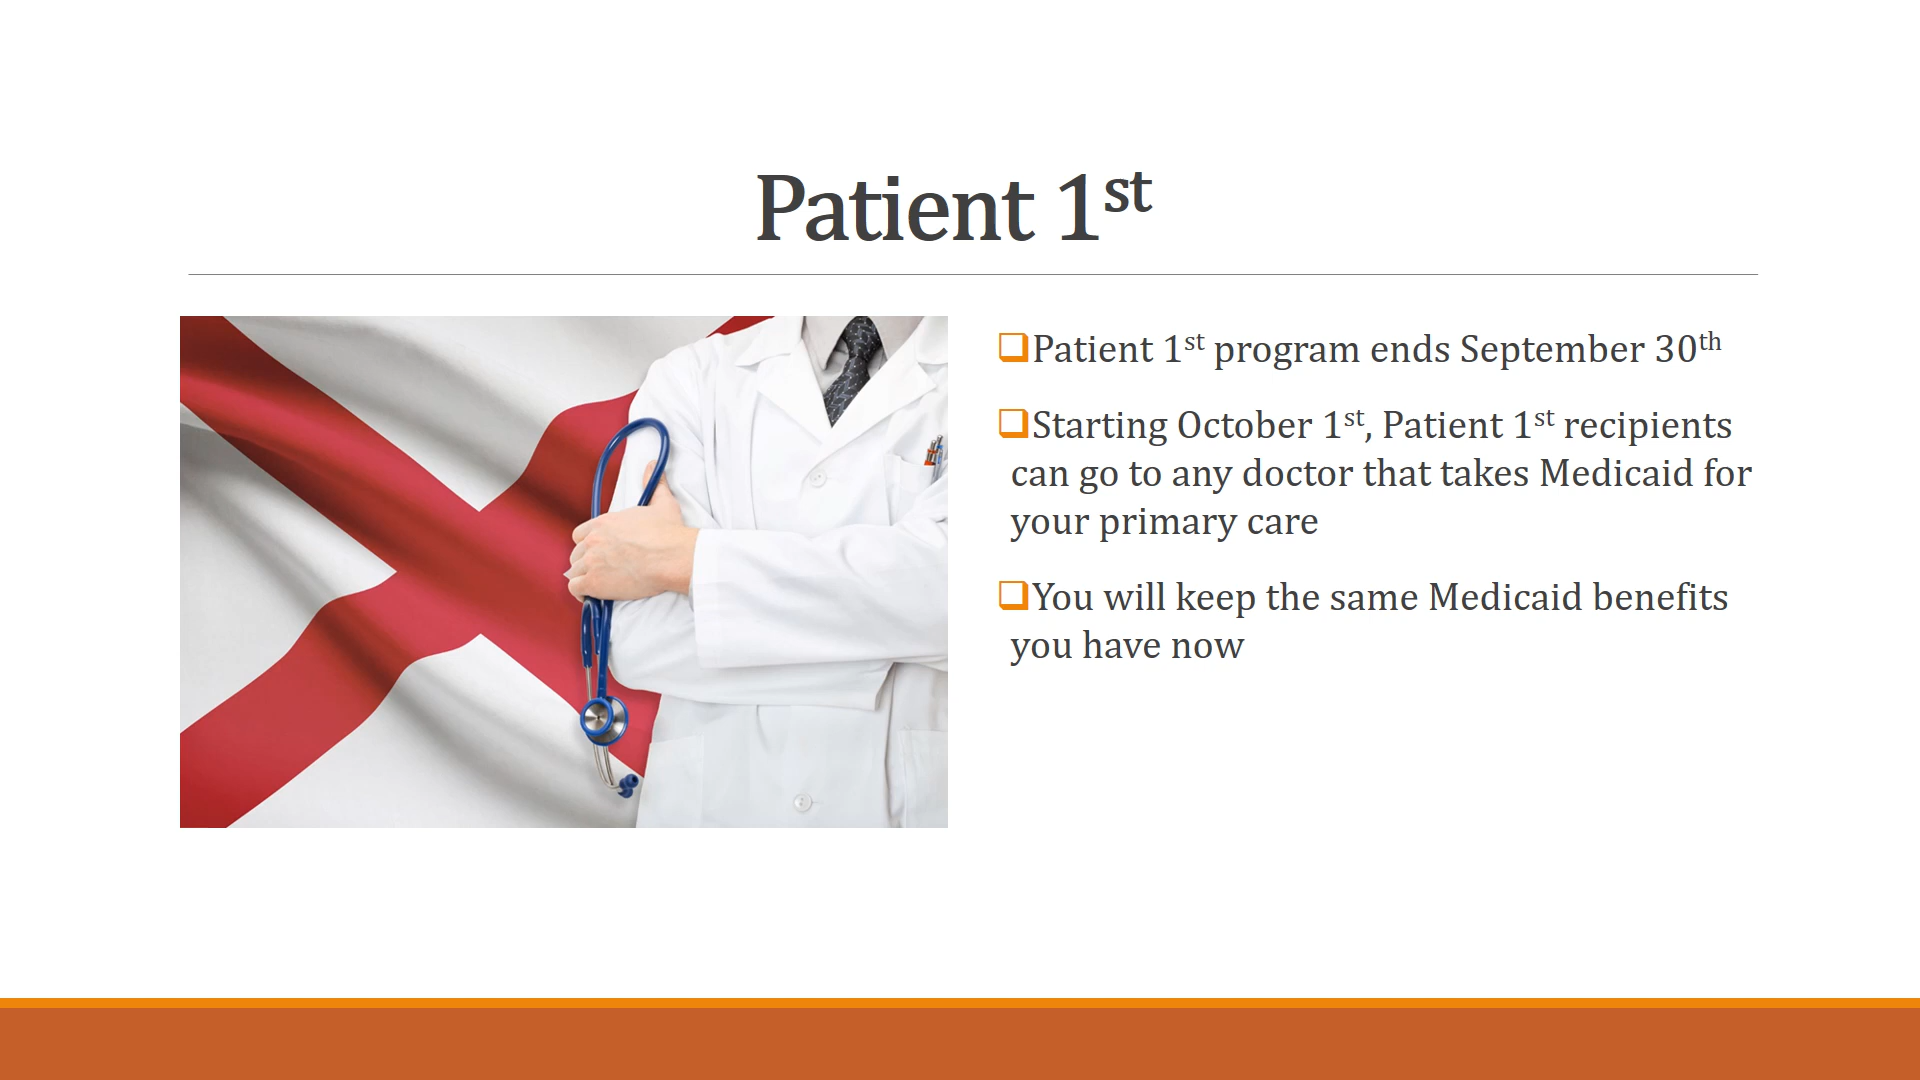 Patient 1st
Patient 1st program ends September 30th
Starting October 1st, Patient 1st recipients
can go to any doctor that takes Medicaid for
your primary care
You will keep the same Medicaid benefits
you have now